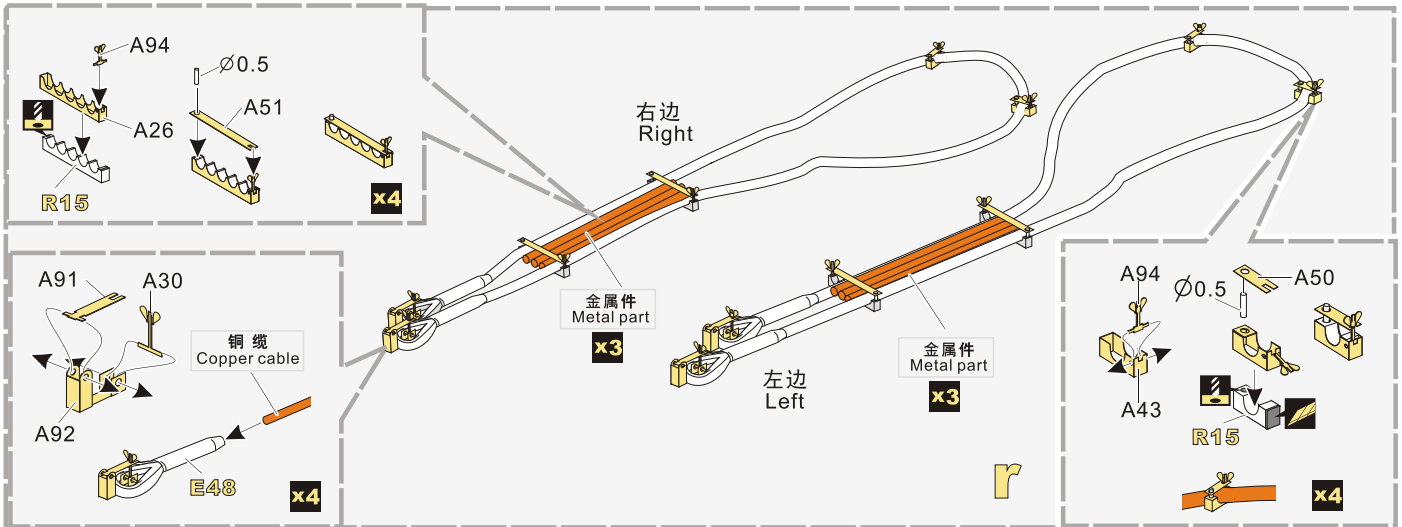 A94
Ø0.5
A51
A26
R15
x4
右边
Right
金属件
Metal part
x3
A91
A30
铜 缆
Copper cable
A92
E48
x4
左边
Left
金属件
Metal part
x3
r
A94
Ø0.5
A50
A43
R15
x4